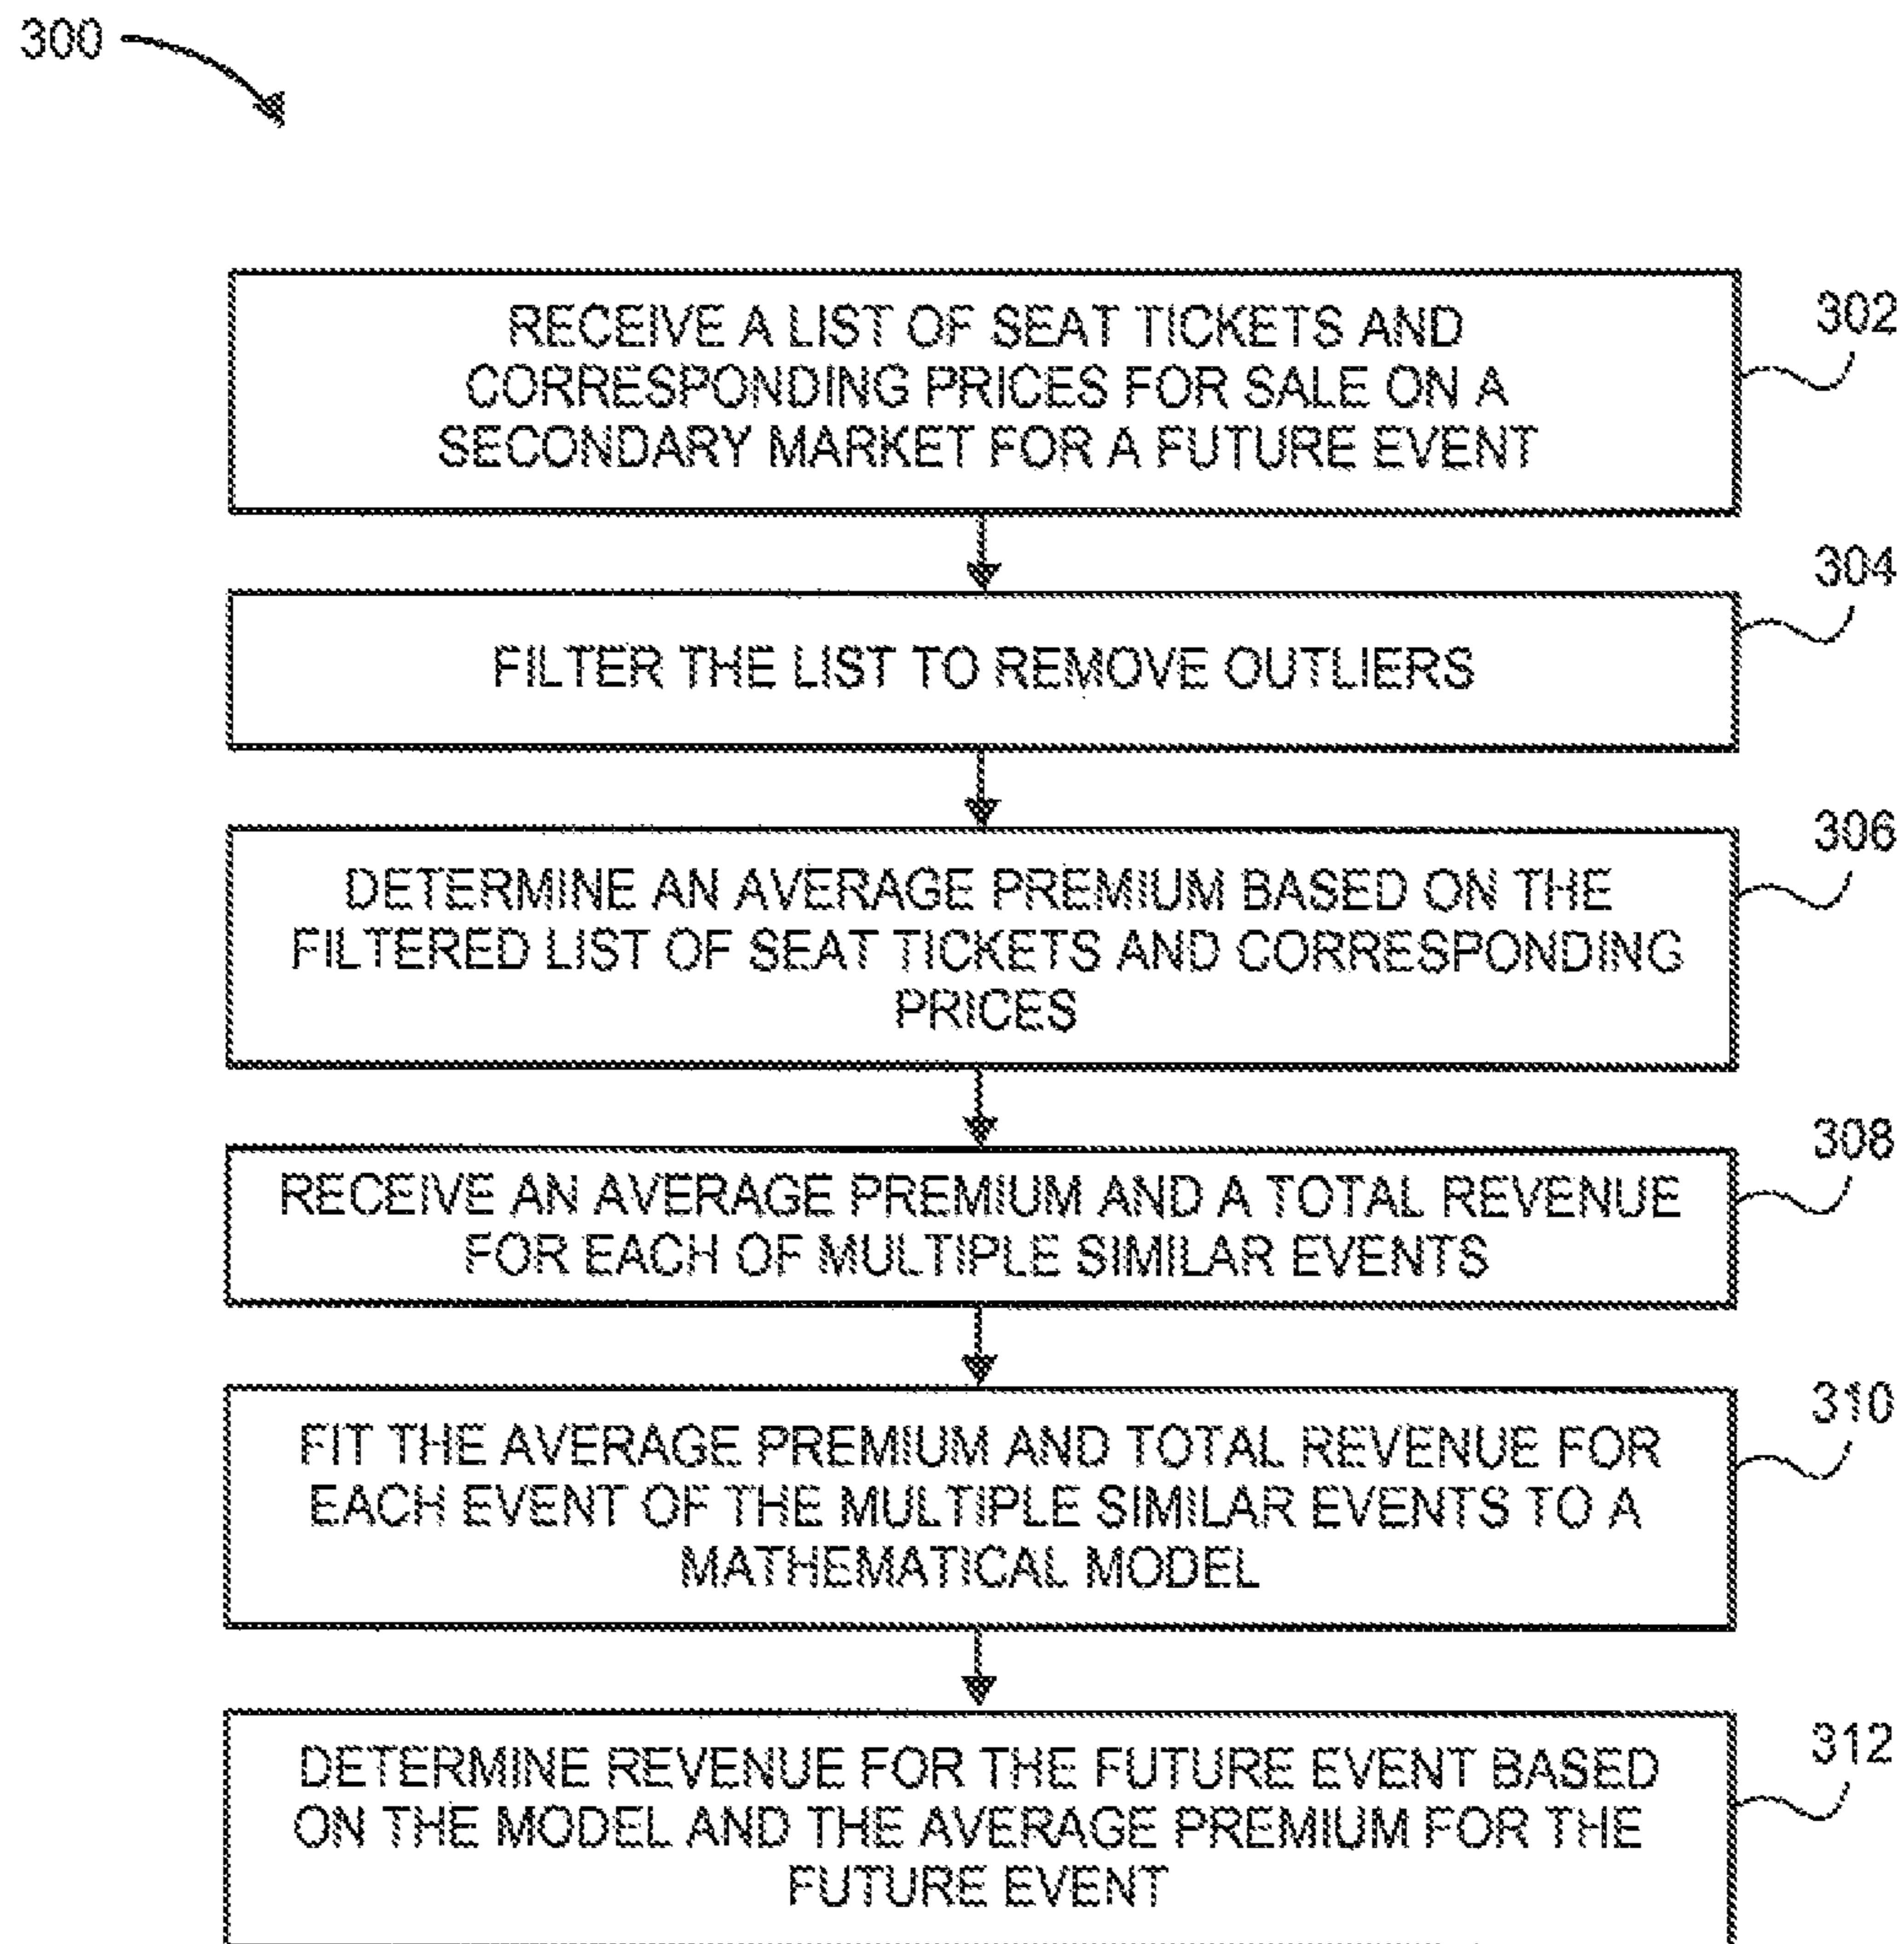 300
RECEIVE A LIST OF SEAT TICKETS AND
CORRESPONDING PRICES FOR SALE ON A
SECONDARY MARKET FOR A FUTURE EVENT
302
FILTER THE LIST TO REMOVE OUTLIERS
304
DETERMINE AN AVERAGE PREMIUM BASED ON THE
FILTERED LIST OF SEAT TICKETS AND CORRESPONDING
PRICES
306
RECEIVE AN AVERAGE PREMIUM AND A TOTAL REVENUE
FOR EACH OF MULTIPLE SIMILAR EVENTS
308
FIT THE AVERAGE PREMIUM AND TOTAL REVENUE FOR
EACH EVENT OF THE MULTIPLE SIMILAR EVENTS TO A
MATHEMATICAL MODEL
310
DETERMINE REVENUE FOR THE FUTURE EVENT BASED
ON THE MODEL AND THE AVERAGE PREMIUM FOR THE
FUTURE EVENT
312